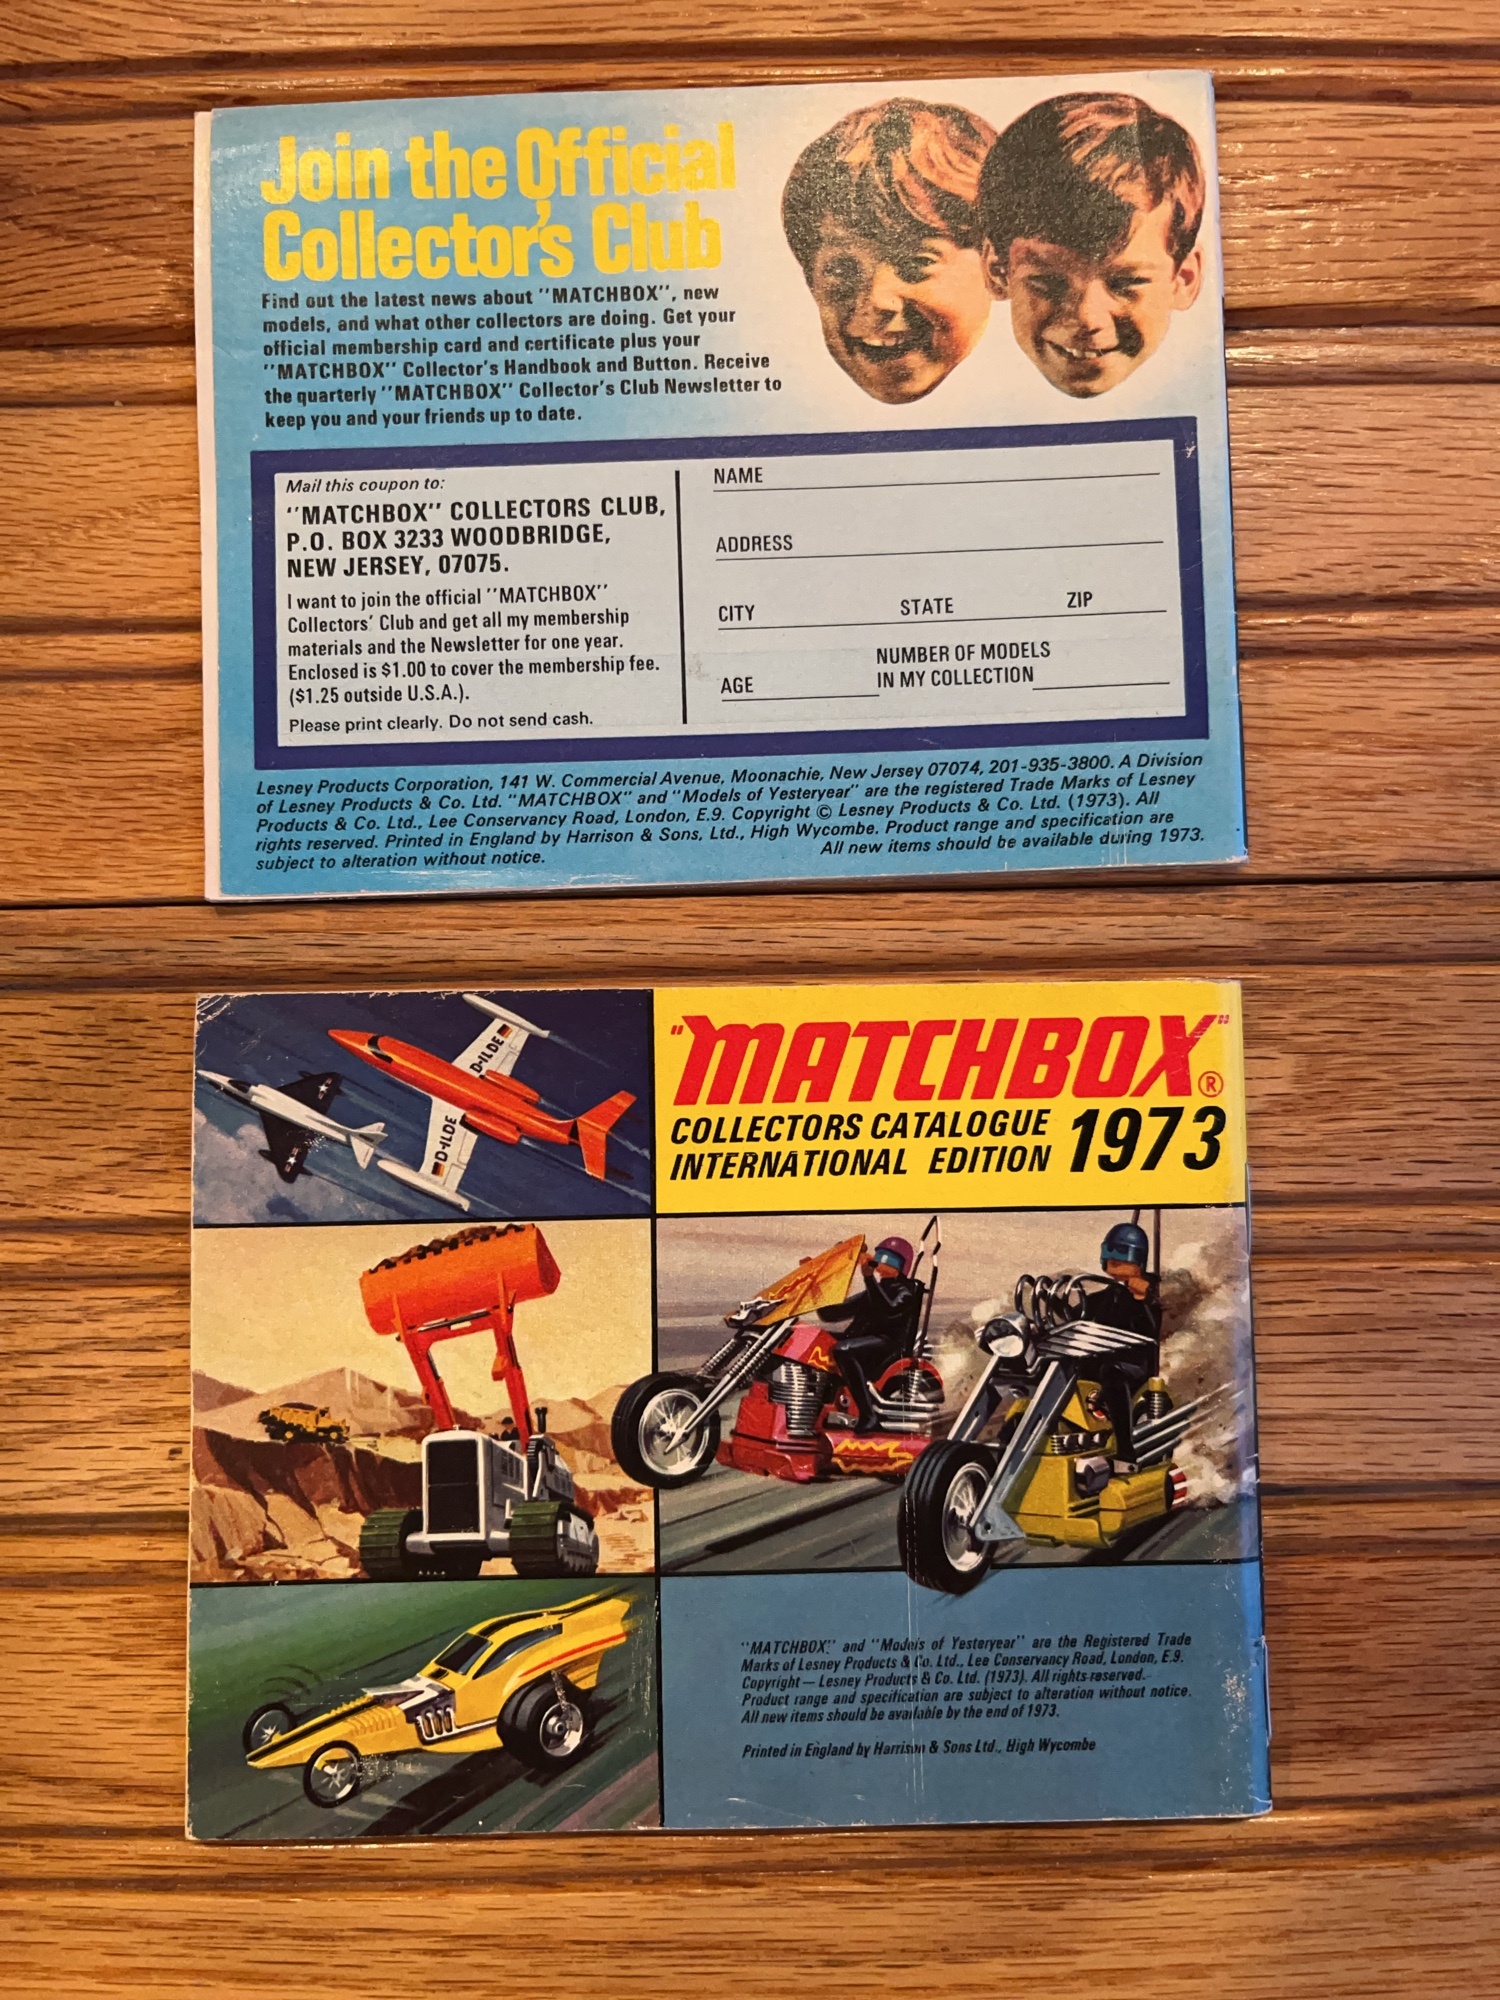 Join the Official
Collector's Club
Find out the latest news about "MATCHBOX", new
models, and what other collectors are doing. Get your
official membership card and certificate plus your
"MATCHBOX" Collector's Handbook and Button. Receive
the quarterly "MATCHBOX" Collector's Club Newsletter to
keep you and your friends up to date.
Mail this coupon to:
"MATCHBOX" COLLECTORS CLUB,
P.O. BOX 3233 WOODBRIDGE,
NEW JERSEY, 07075.
I want to join the official "MATCHBOX"
Collectors' Club and get all my membership
materials and the Newsletter for one year.
Enclosed is $1.00 to cover the membership fee.
($1.25 outside U.S.A.).
Please print clearly. Do not send cash.
NAME
ADDRESS
CITY STATE ZIP
AGE NUMBER OF MODELS
IN MY COLLECTION
Lesney Products Corporation, 141 W. Commercial Avenue, Moonachie, New Jersey 07074, 201-935-3800. A Division
of Lesney Products & Co. Ltd. "MATCHBOX" and "Models of Yesteryear" are the registered Trade Marks of Lesney
Products & Co. Ltd., Lee Conservancy Road, London, E.9. Copyright © Lesney Products & Co. Ltd. (1973). All
rights reserved. Printed in England by Harrison & Sons, Ltd., High Wycombe. Product range and specification are
subject to alteration without notice. All new items should be available during 1973.
D-ILDE
D-ILDE
"MATCHBOX"®
COLLECTORS CATALOGUE
INTERNATIONAL EDITION 1973
"MATCHBOX" and "Models of Yesteryear" are the Registered Trade
Marks of Lesney Products & Co. Ltd., Lee Conservancy Road, London, E.9.
Copyright — Lesney Products & Co. Ltd. (1973). All rights reserved.
Product range and specification are subject to alteration without notice.
All new items should be available by the end of 1973.
Printed in England by Harrison & Sons Ltd., High Wycombe